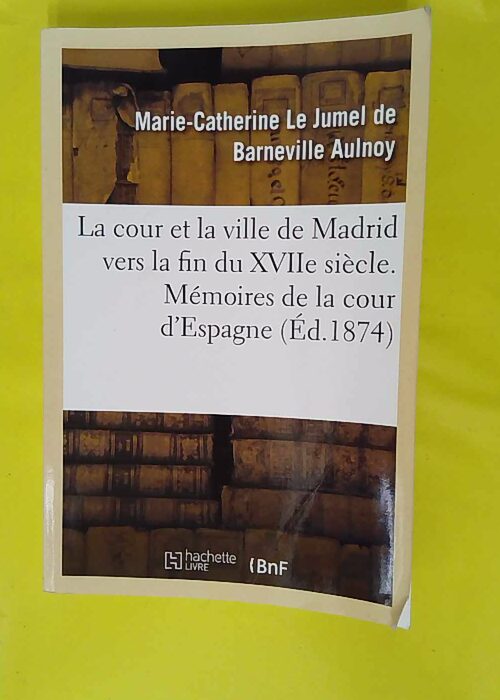 Marie-Catherine Le Jumel de
Barneville Aulnoy
La cour et la ville de Madrid
vers la fin du XVIIe siècle.
Mémoires de la cour
d'Espagne (Éd.1874)
hachette
LIVRE
BnF